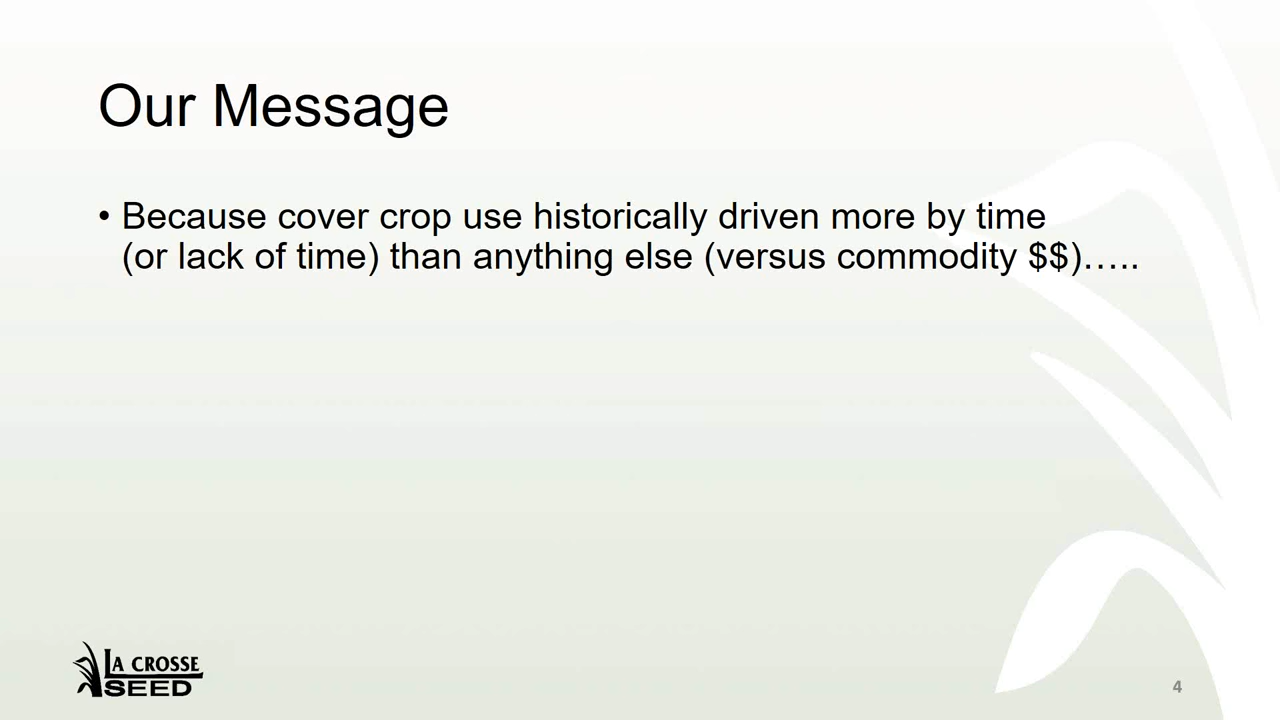 Our Message
• Because cover crop use historically driven more by time
(or lack of time) than anything else (versus commodity $$)…..
LA CROSSE
SEED
4